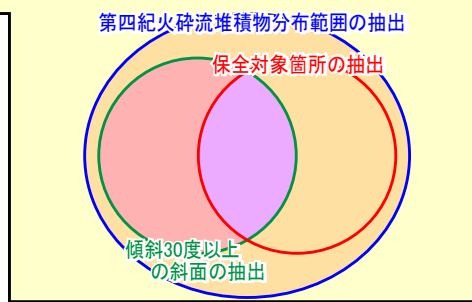 第四紀火砕流堆積物分布範囲の抽出
保全対象箇所の抽出
傾斜30度以上
の斜面の抽出